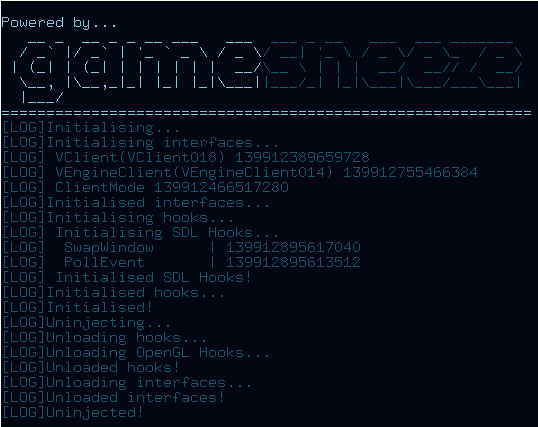 Powered by...
gamesneeze
================================================================
[LOG]Initialising...
[LOG]Initialising interfaces...
[LOG] VClient(VClient018) 139912389659728
[LOG] VEngineClient(VEngineClient014) 139912755466384
[LOG] ClientMode 139912466517280
[LOG]Initialised interfaces...
[LOG]Initialising hooks...
[LOG] Initialising SDL Hooks...
[LOG]  SwapWindow      | 139912895617040
[LOG]  PollEvent       | 139912895613512
[LOG] Initialised SDL Hooks!
[LOG]Initialised hooks...
[LOG]Initialised!
[LOG]Uninjecting...
[LOG]Unloading hooks...
[LOG]Unloading OpenGL Hooks...
[LOG]Unloaded hooks!
[LOG]Unloading interfaces...
[LOG]Unloaded interfaces!
[LOG]Uninjected!